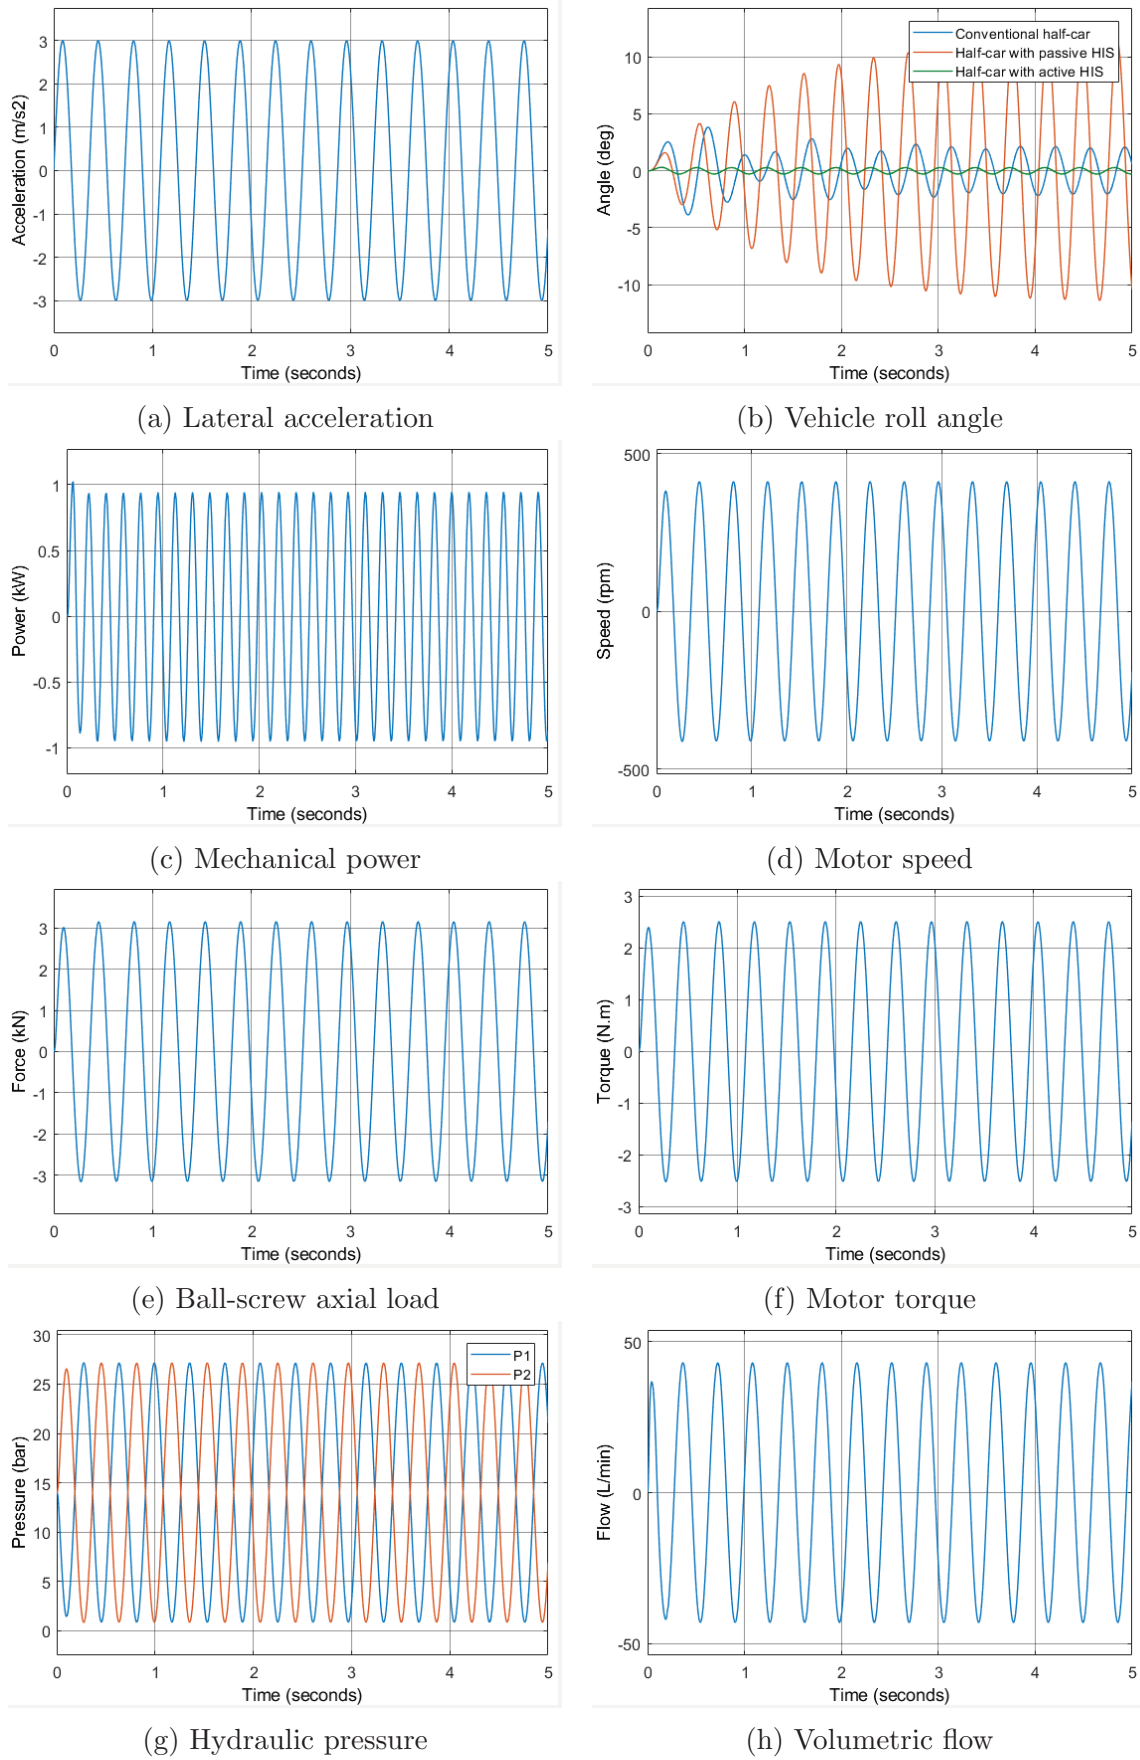 3
2
1
0
-1
-2
-3
Acceleration (m/s2)
0 1 2 3 4 5
Time (seconds)
(a) Lateral acceleration
Conventional half-car
Half-car with passive HIS
Half-car with active HIS
10
5
0
-5
-10
Angle (deg)
0 1 2 3 4 5
Time (seconds)
(b) Vehicle roll angle
1
0.5
0
-0.5
-1
Power (kW)
0 1 2 3 4 5
Time (seconds)
(c) Mechanical power
500
0
-500
Speed (rpm)
0 1 2 3 4 5
Time (seconds)
(d) Motor speed
3
2
1
0
-1
-2
-3
Force (kN)
0 1 2 3 4 5
Time (seconds)
(e) Ball-screw axial load
3
2
1
0
-1
-2
-3
Torque (N.m)
0 1 2 3 4 5
Time (seconds)
(f) Motor torque
P1
P2
30
25
20
15
10
5
0
Pressure (bar)
0 1 2 3 4 5
Time (seconds)
(g) Hydraulic pressure
50
0
-50
Flow (L/min)
0 1 2 3 4 5
Time (seconds)
(h) Volumetric flow